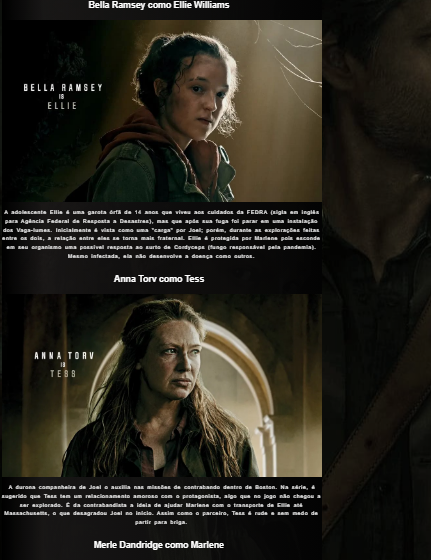 Bella Ramsey como Ellie Williams
BELLA RAMSEY
IS
ELLIE
A adolescente Ellie é uma garota órfã de 14 anos que viveu aos cuidados da FEDRA (sigla em inglês
para Agência Federal de Resposta a Desastres), mas que após sua fuga foi parar em uma instalação
dos Vaga-lumes. Inicialmente é vista como uma "carga" por Joel; porém, durante as explorações feitas
entre os dois, a relação entre eles se torna mais fraternal. Ellie é protegida por Marlene pois esconde
em seu organismo uma possível resposta ao surto de Cordyceps (fungo responsável pela pandemia).
Mesmo infectada, ela não desenvolve a doença como outros.
Anna Torv como Tess
ANNA TORV
IS
TESS
A durona companheira de Joel o auxilia nas missões de contrabando dentro de Boston. Na série, é
sugerido que Tess tem um relacionamento amoroso com o protagonista, algo que no jogo não chegou a
ser explorado. É da contrabandista a ideia de ajudar Marlene com o transporte de Ellie até
Massachusetts, o que desagradou Joel no início. Assim como o parceiro, Tess é rude e sem medo de
partir para briga.
Merle Dandridge como Marlene